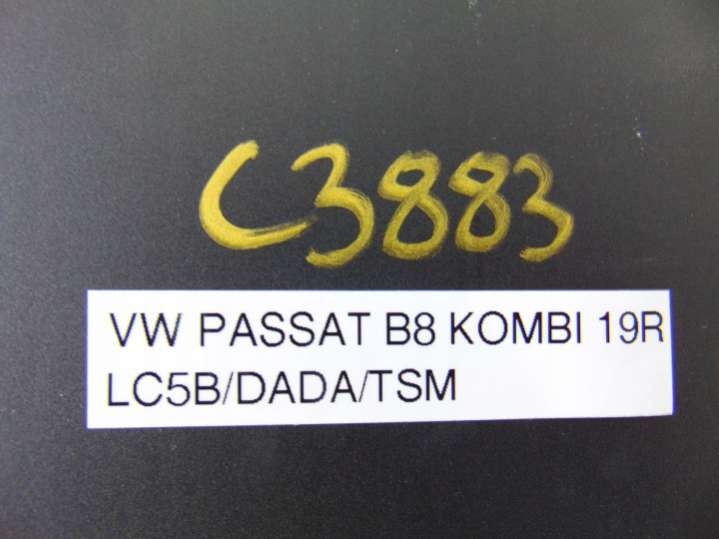 C3883
VW PASSAT B8 KOMBI 19R
LC5B/DADA/TSM